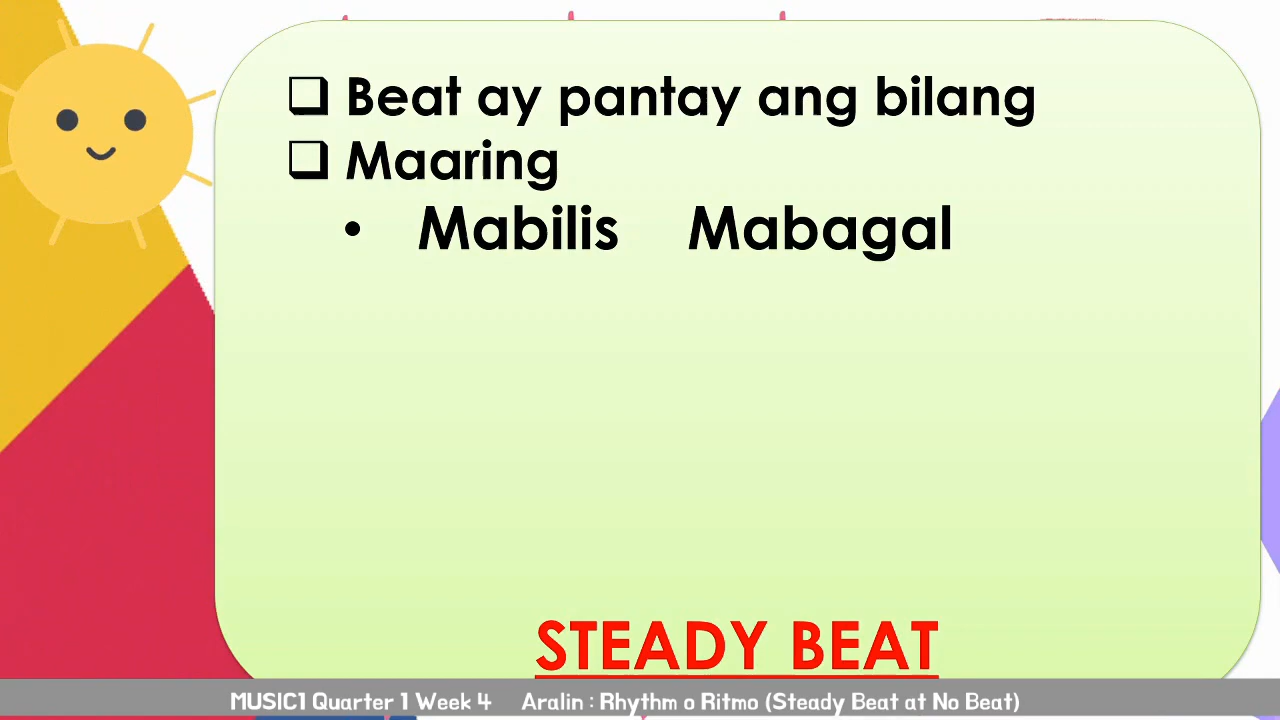 Beat ay pantay ang bilang
Maaring
• Mabilis Mabagal
STEADY BEAT
MUSIC1 Quarter 1 Week 4 Aralin : Rhythm o Ritmo (Steady Beat at No Beat)